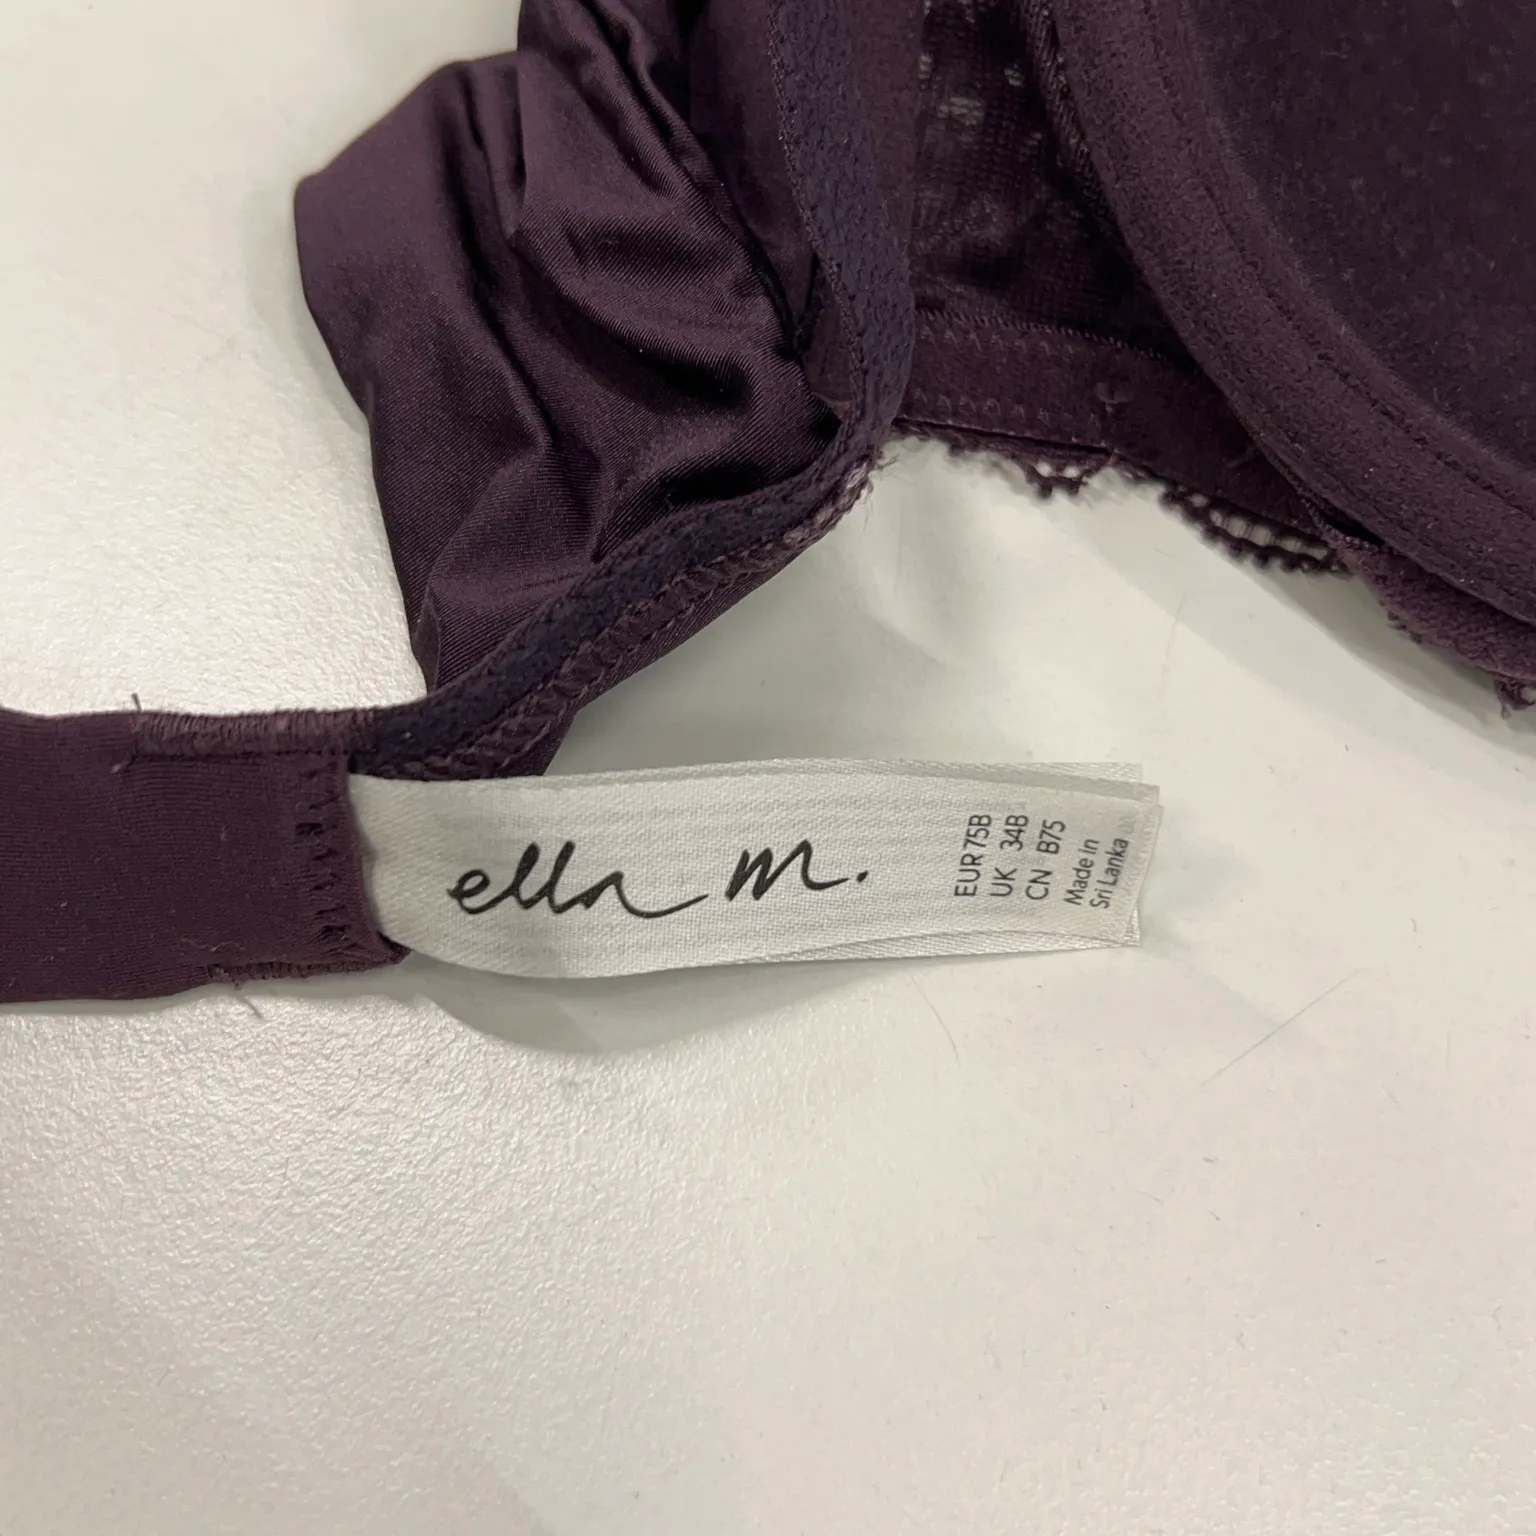 ella m.
EUR 75B
UK 34B
CN B75
Made in
Sri Lanka